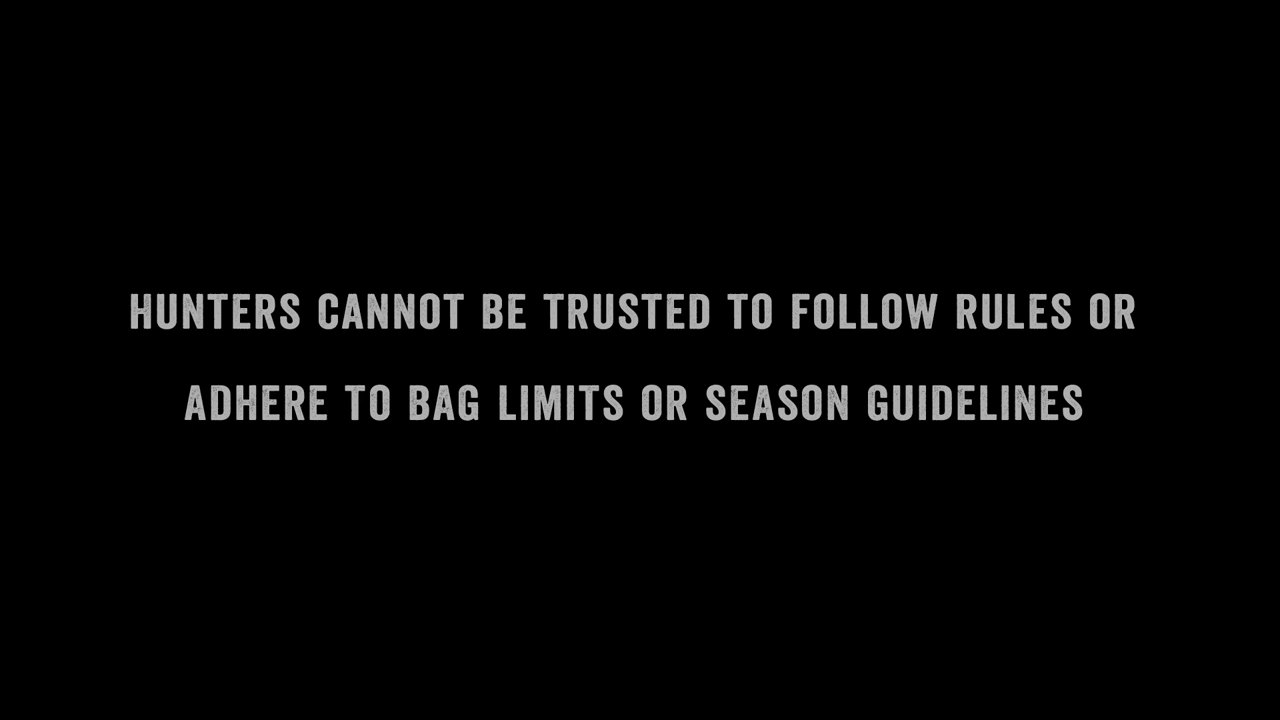 HUNTERS CANNOT BE TRUSTED TO FOLLOW RULES OR
ADHERE TO BAG LIMITS OR SEASON GUIDELINES